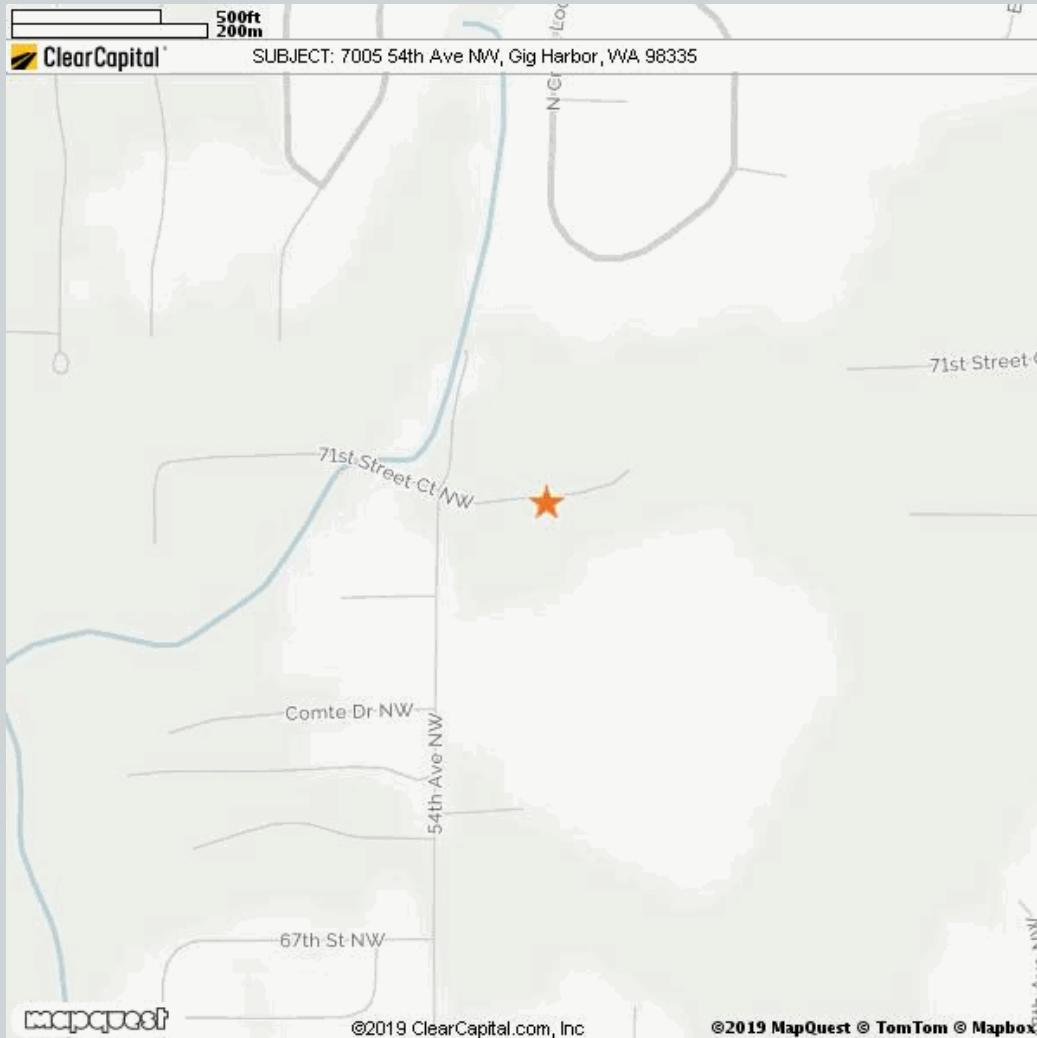 500ft
200m
ClearCapital
SUBJECT: 7005 54th Ave NW, Gig Harbor, WA 98335
71st Street
71st Street Ct NW
Comte Dr NW
54th Ave NW
67th St NW
mapquest
©2019 ClearCapital.com, Inc
©2019 MapQuest © TomTom © Mapbox